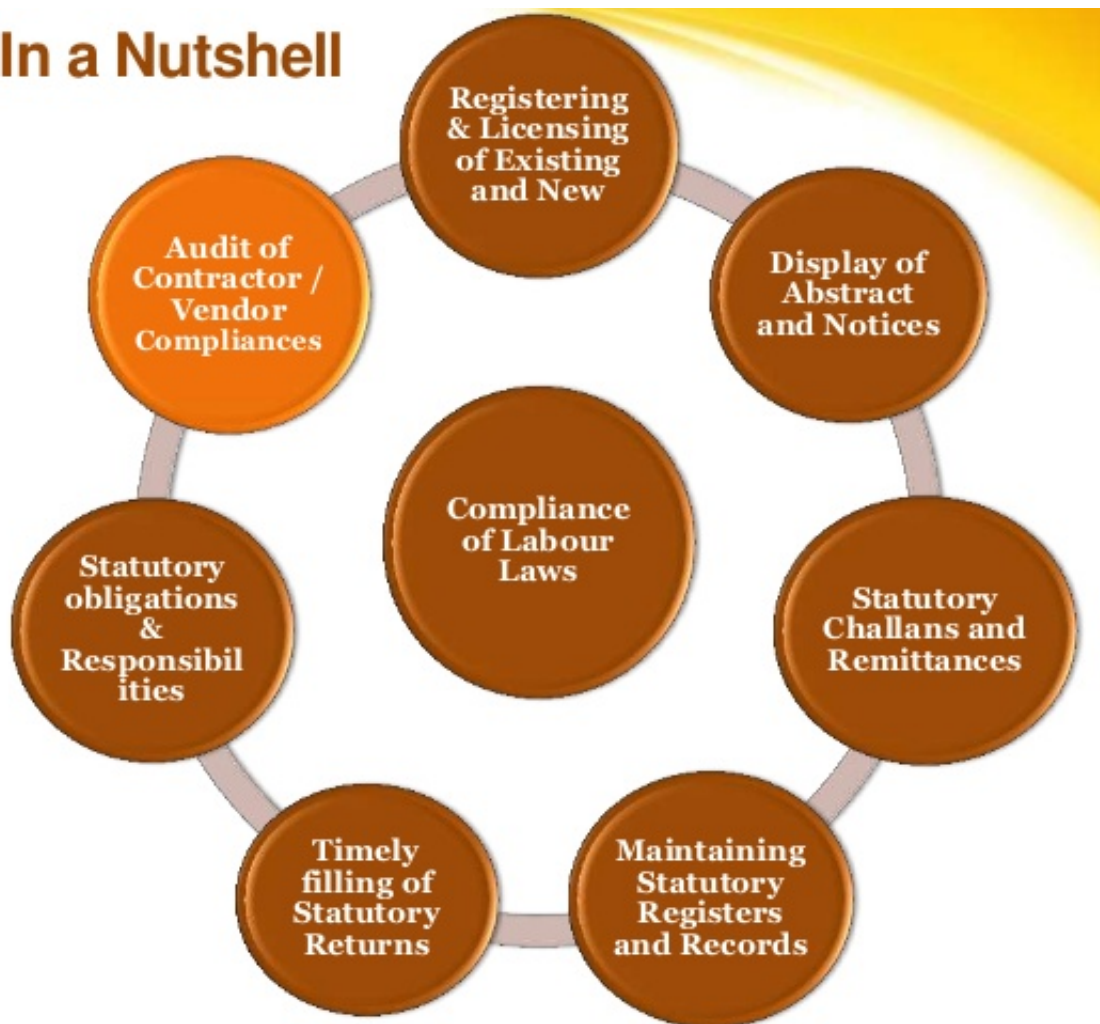 In a Nutshell
Registering
& Licensing
of Existing
and New
Display of
Abstract
and Notices
Statutory
Challans and
Remittances
Maintaining
Statutory
Registers
and Records
Timely
filling of
Statutory
Returns
Statutory
obligations
&
Responsibil
ities
Audit of
Contractor /
Vendor
Compliances
Compliance
of Labour
Laws